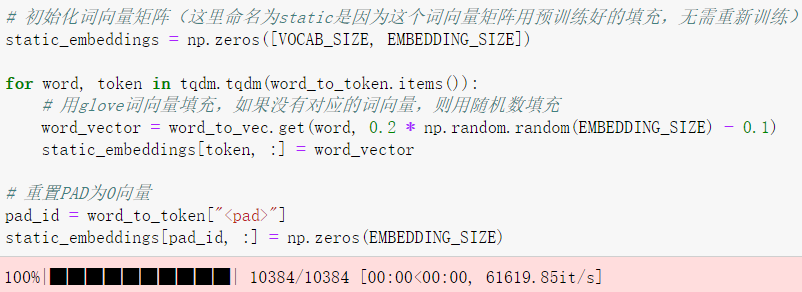 # 初始化词向量矩阵（这里命名为static是因为这个词向量矩阵用预训练好的填充，无需重新训练）
static_embeddings = np.zeros([VOCAB_SIZE, EMBEDDING_SIZE])
for word, token in tqdm.tqdm(word_to_token.items()):
# 用glove词向量填充，如果没有对应的词向量，则用随机数填充
word_vector = word_to_vec.get(word, 0.2 * np.random.random(EMBEDDING_SIZE) - 0.1)
static_embeddings[token, :] = word_vector
# 重置PAD为0向量
pad_id = word_to_token["<pad>"]
static_embeddings[pad_id, :] = np.zeros(EMBEDDING_SIZE)
100%|██████████| 10384/10384 [00:00<00:00, 61619.85it/s]